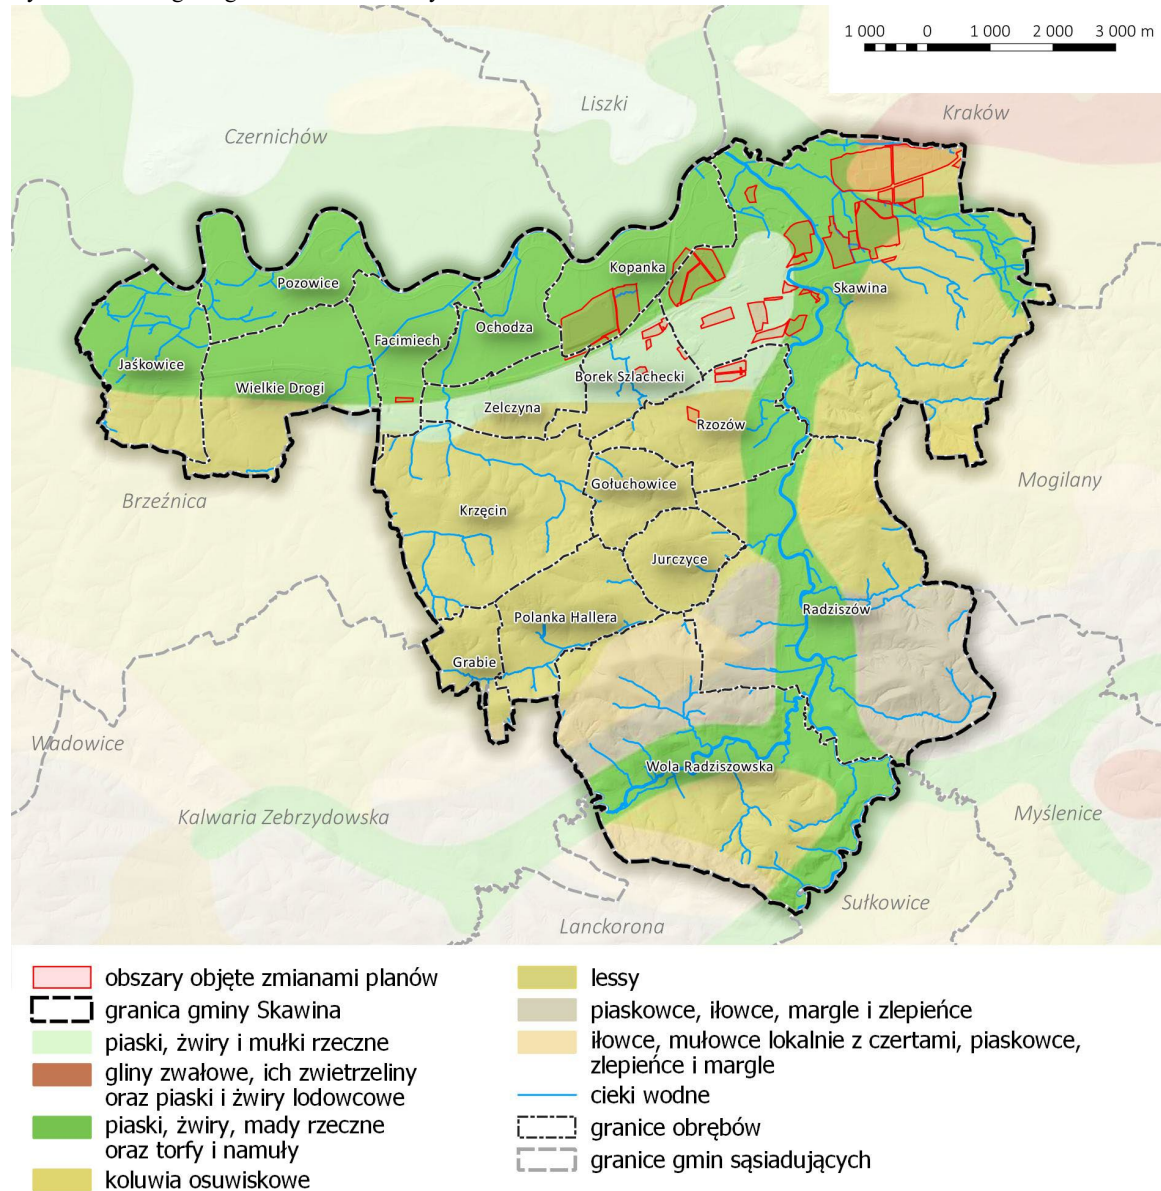 1 000 0 1 000 2 000 3 000 m
Liszki
Kraków
Czernichów
Kopanka
Pozowice
Skawina
Ochodza
Facimiech
Jaśkowice
Borek Szlachecki
Wielkie Drogi
Zelczyna
Rzozów
Mogilany
Gołuchowice
Brzeźnica
Krzęcin
Jurczyce
Radziszów
Polanka Hallera
Grabie
Wadowice
Wola Radziszowska
Kalwaria Zebrzydowska
Myślenice
Sułkowice
Lanckorona
obszary objęte zmianami planów
granica gminy Skawina
piaski, żwiry i mułki rzeczne
gliny zwałowe, ich zwietrzeliny
oraz piaski i żwiry lodowcowe
piaski, żwiry, mady rzeczne
oraz torfy i namuły
koluwia osuwiskowe
lessy
piaskowce, iłowce, margle i zlepieńce
iłowce, mułowce lokalnie z czertami, piaskowce,
zlepieńce i margle
cieki wodne
granice obrębów
granice gmin sąsiadujących